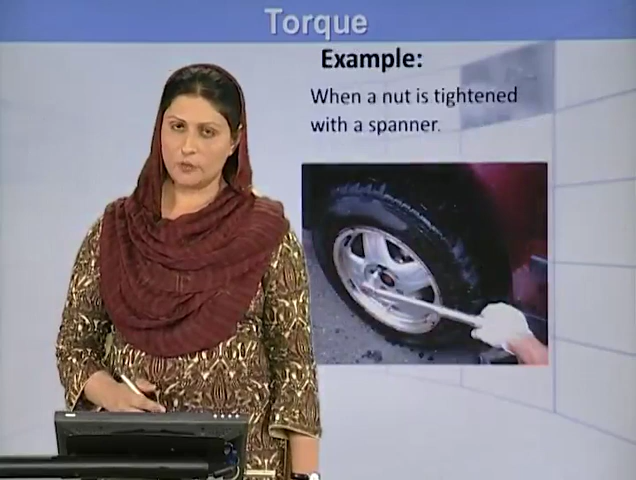 Torque
Example:
When a nut is tightened
with a spanner.